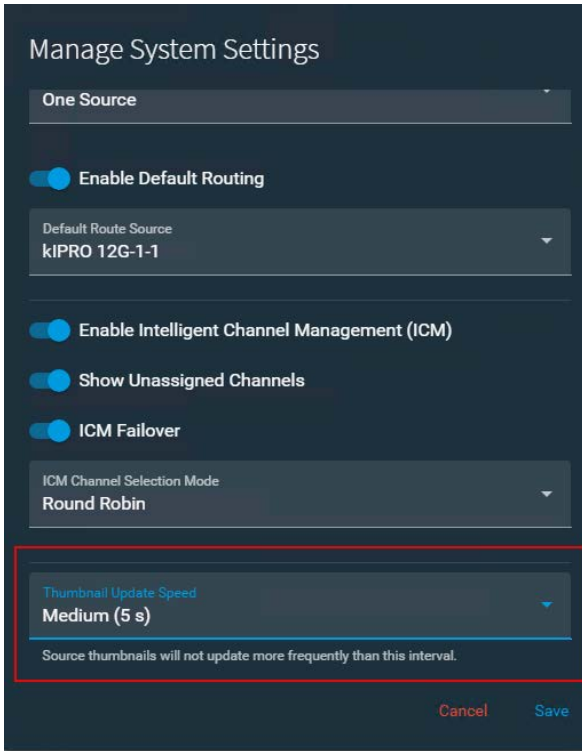 Manage System Settings
One Source
Enable Default Routing
Default Route Source
kIPRO 12G-1-1
Enable Intelligent Channel Management (ICM)
Show Unassigned Channels
ICM Failover
ICM Channel Selection Mode
Round Robin
Thumbnail Update Speed
Medium (5 s)
Source thumbnails will not update more frequently than this interval.
Cancel Save